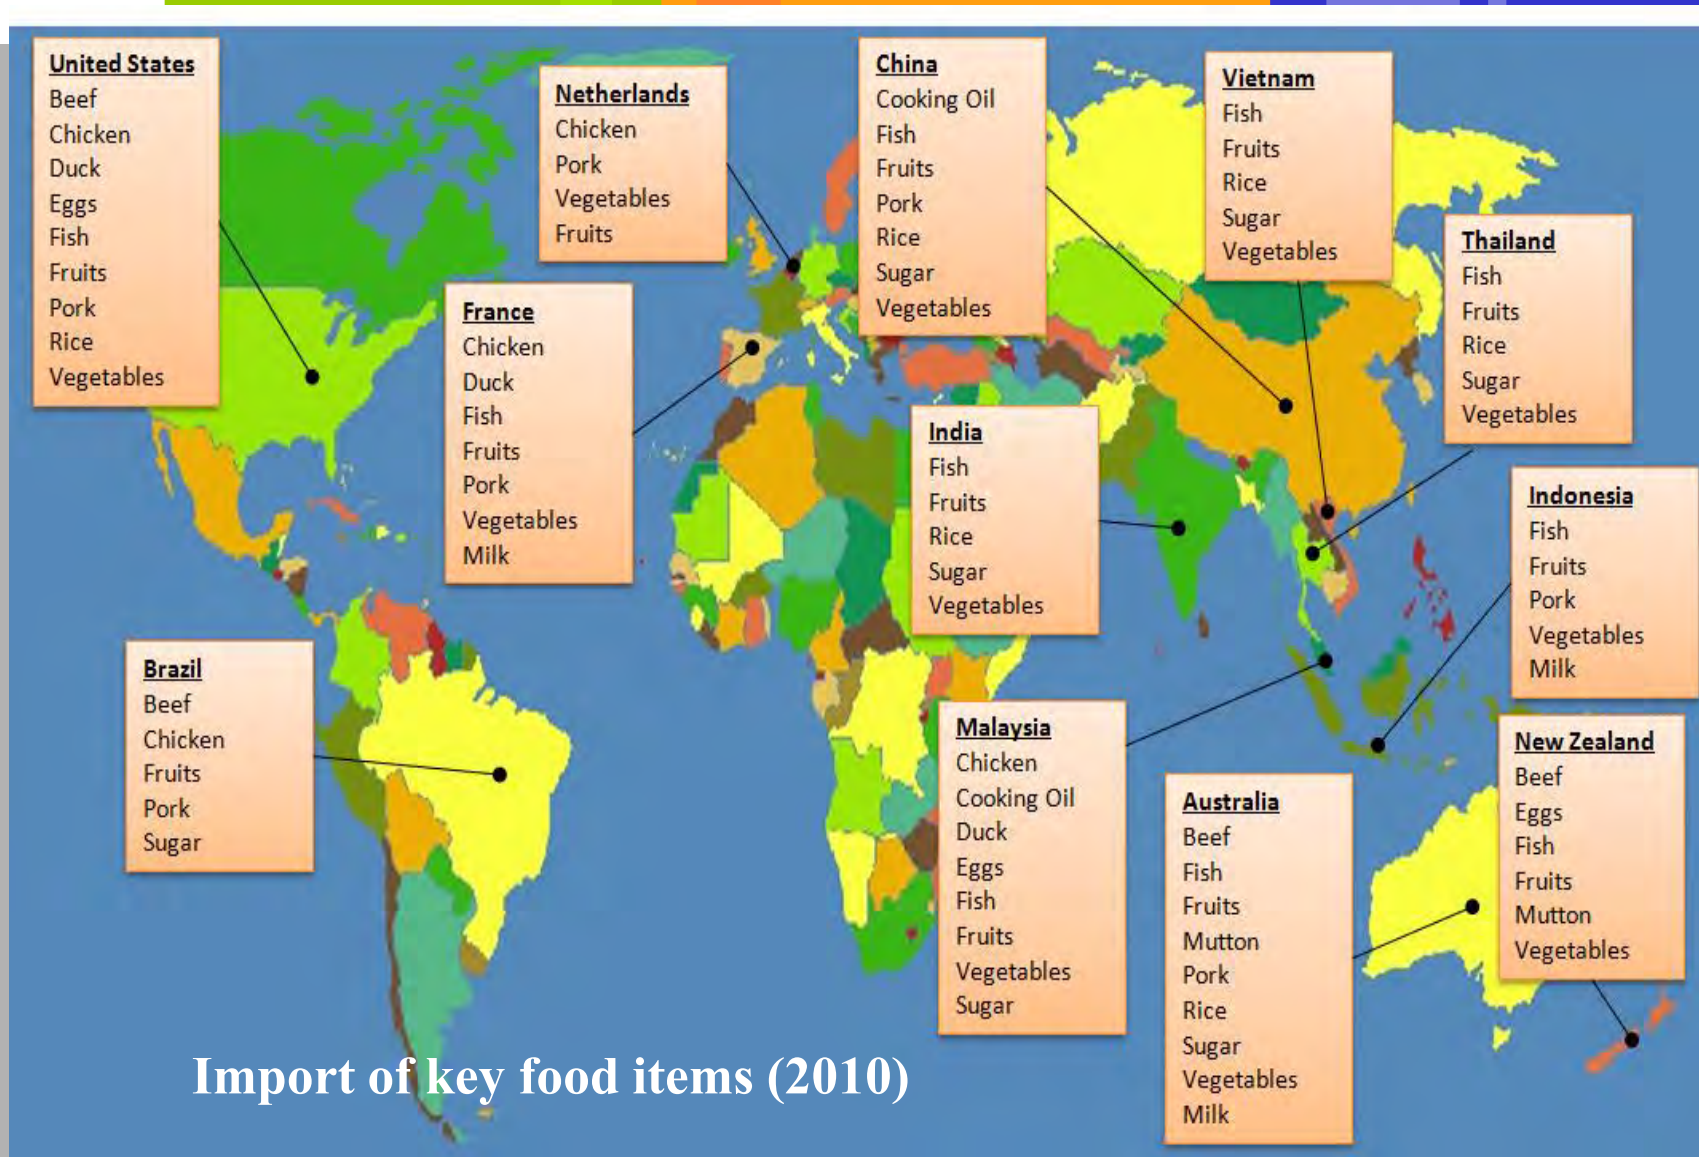 United States
Beef
Chicken
Duck
Eggs
Fish
Fruits
Pork
Rice
Vegetables
Netherlands
Chicken
Pork
Vegetables
Fruits
France
Chicken
Duck
Fish
Fruits
Pork
Vegetables
Milk
China
Cooking Oil
Fish
Fruits
Pork
Rice
Sugar
Vegetables
Vietnam
Fish
Fruits
Rice
Sugar
Vegetables
Thailand
Fish
Fruits
Rice
Sugar
Vegetables
India
Fish
Fruits
Rice
Sugar
Vegetables
Indonesia
Fish
Fruits
Pork
Vegetables
Milk
Brazil
Beef
Chicken
Fruits
Pork
Sugar
Malaysia
Chicken
Cooking Oil
Duck
Eggs
Fish
Fruits
Vegetables
Sugar
Australia
Beef
Fish
Fruits
Mutton
Pork
Rice
Sugar
Vegetables
Milk
New Zealand
Beef
Eggs
Fish
Fruits
Mutton
Vegetables
Import of key food items (2010)